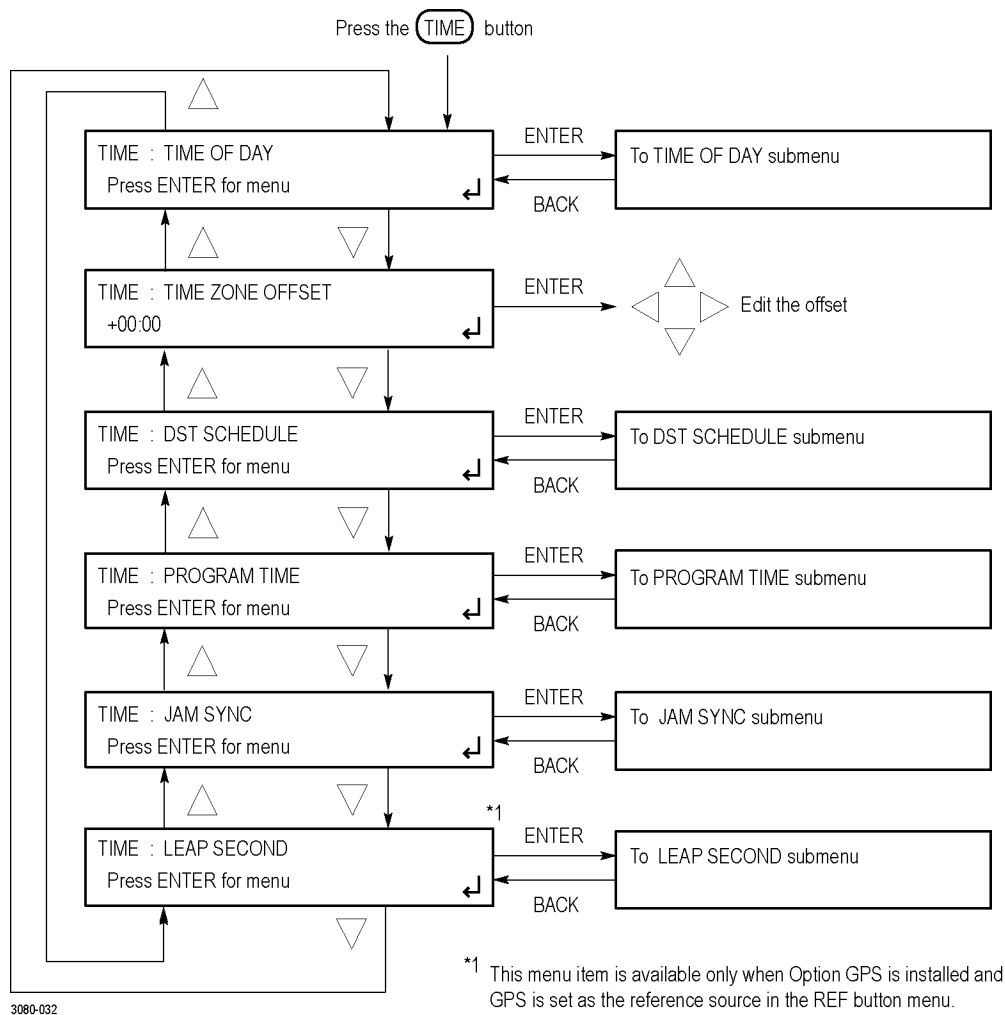 Press the TIME button
TIME : TIME OF DAY
Press ENTER for menu
ENTER
BACK
To TIME OF DAY submenu
TIME : TIME ZONE OFFSET
+00:00
ENTER
Edit the offset
TIME : DST SCHEDULE
Press ENTER for menu
ENTER
BACK
To DST SCHEDULE submenu
TIME : PROGRAM TIME
Press ENTER for menu
ENTER
BACK
To PROGRAM TIME submenu
TIME : JAM SYNC
Press ENTER for menu
ENTER
BACK
To JAM SYNC submenu
TIME : LEAP SECOND
Press ENTER for menu
*1
ENTER
BACK
To LEAP SECOND submenu
*1 This menu item is available only when Option GPS is installed and
GPS is set as the reference source in the REF button menu.
3080-032